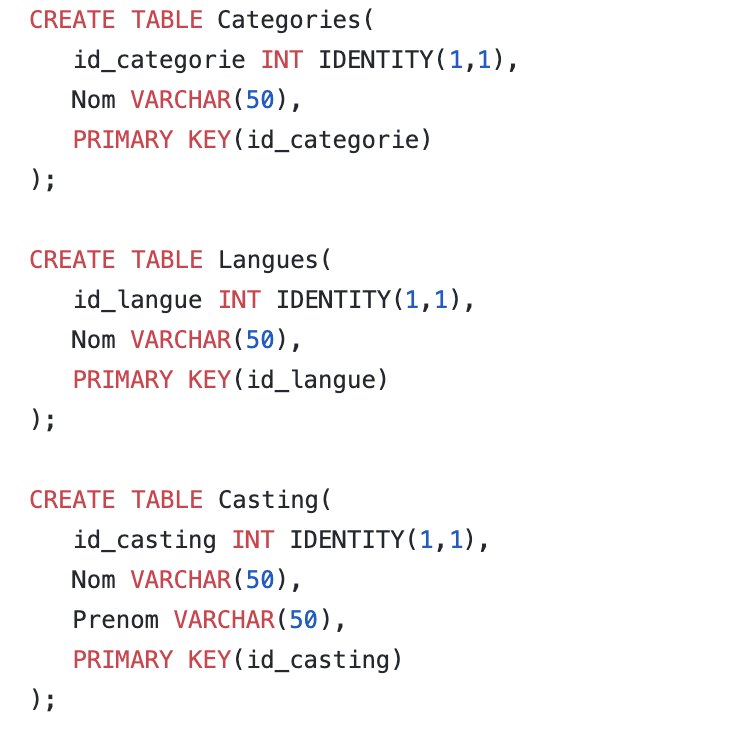 CREATE TABLE Categories(
   id_categorie INT IDENTITY(1,1),
   Nom VARCHAR(50),
   PRIMARY KEY(id_categorie)
);

CREATE TABLE Langues(
   id_langue INT IDENTITY(1,1),
   Nom VARCHAR(50),
   PRIMARY KEY(id_langue)
);

CREATE TABLE Casting(
   id_casting INT IDENTITY(1,1),
   Nom VARCHAR(50),
   Prenom VARCHAR(50),
   PRIMARY KEY(id_casting)
);